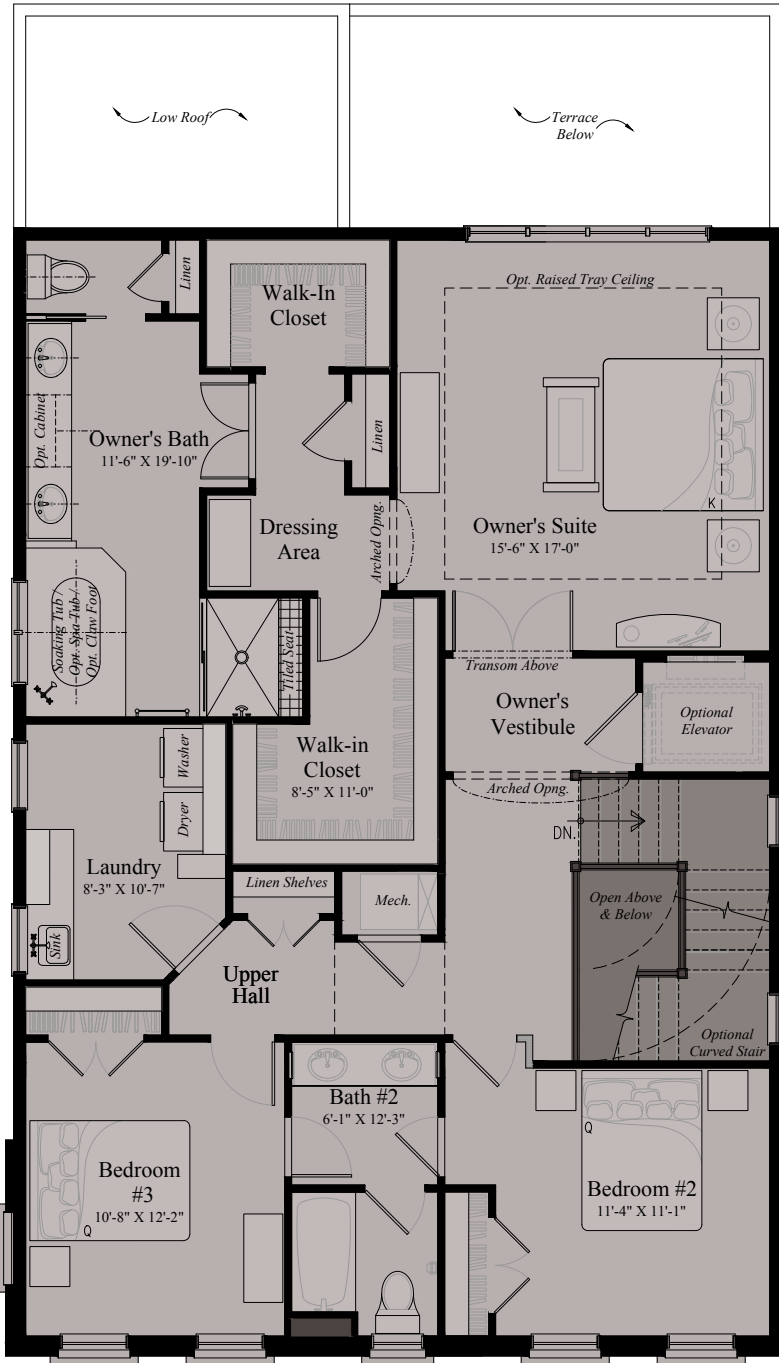 Low Roof
Terrace
Below
Linen
Walk-In
Closet
Opt. Raised Tray Ceiling
Opt. Cabinet
Owner's Bath
11'-6" X 19'-10"
Linen
K
Dressing
Area
Arched Opng.
Owner's Suite
15'-6" X 17'-0"
Soaking Tub /
Opt. Spa Tub /
Opt. Claw Foot
Tiled Seat
Transom Above
Owner's
Vestibule
Optional
Elevator
Washer
Walk-in
Closet
8'-5" X 11'-0"
Arched Opng.
Dryer
DN.
Laundry
8'-3" X 10'-7"
Linen Shelves
Mech.
Open Above
& Below
Sink
Upper
Hall
Optional
Curved Stair
Bath #2
6'-1" X 12'-3"
Q
Bedroom
#3
10'-8" X 12'-2"
Q
Bedroom #2
11'-4" X 11'-1"